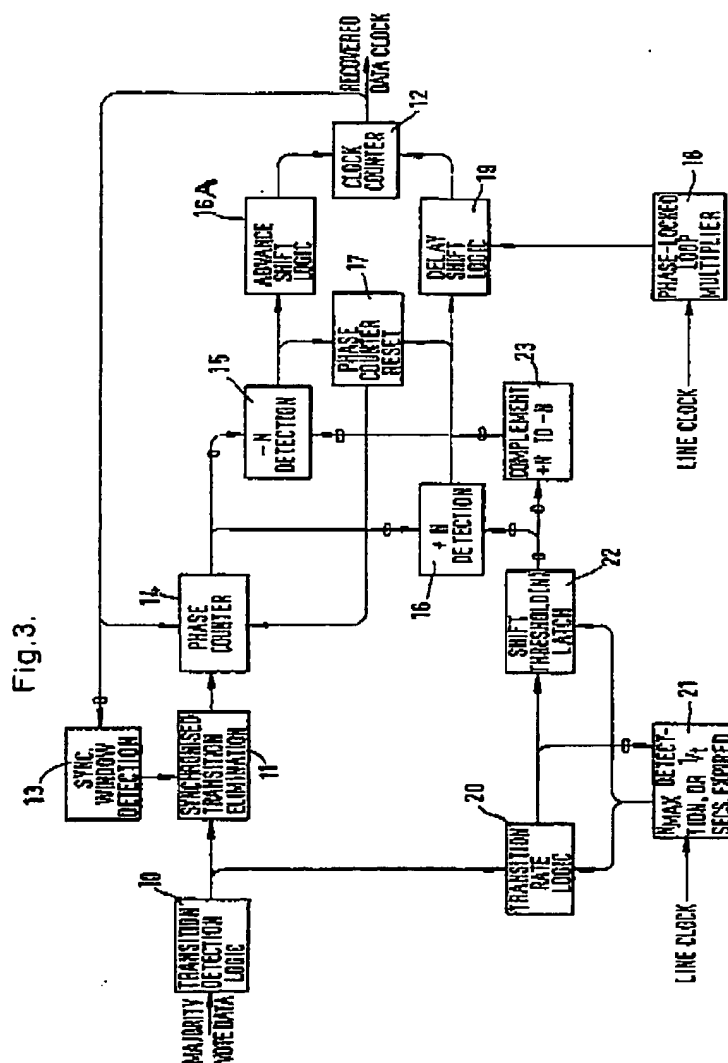 Fig.3.
MAJORITY
VOTE DATA
10
TRANSITION
DETECTION
LOGIC
13
SYNC.
WINDOW
DETECTION
SYNCHRONISED
TRANSITION
ELIMINATION
11
14
PHASE
COUNTER
15
-N
DETECTION
16A
ADVANCE
SHIFT
LOGIC
17
PHASE
COUNTER
RESET
CLOCK
COUNTER
12
RECOVERED
DATA CLOCK
16
+ N
DETECTION
DELAY
SHIFT
LOGIC
19
20
TRANSITION
RATE
LOGIC
SHIFT
THRESHOLD(N)
LATCH
22
COMPLEMENT
+N TO -N
23
NMAX DETECT-
TION, OR 1/t
SECS. EXPIRED
21
LINE CLOCK
PHASE-LOCKED
LOOP
MULTIPLIER
18
LINE CLOCK